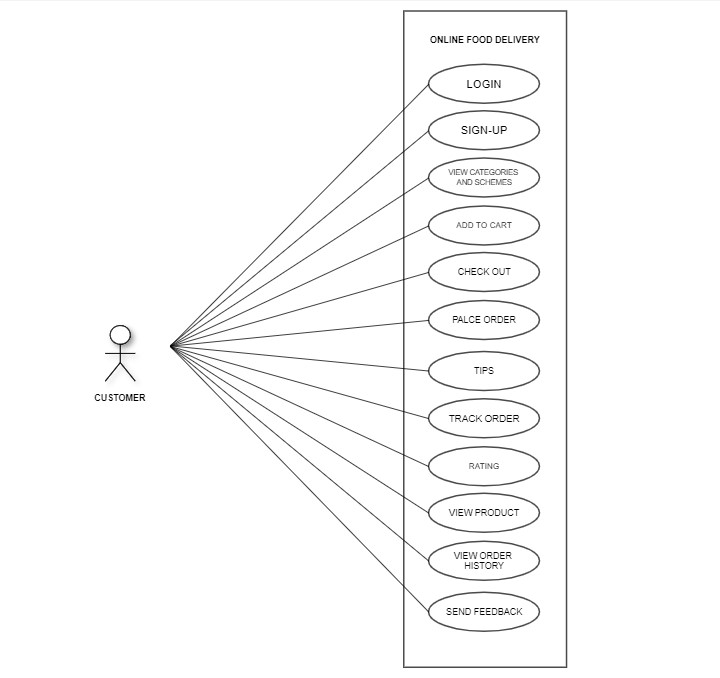 ONLINE FOOD DELIVERY
LOGIN
SIGN-UP
VIEW CATEGORIES
AND SCHEMES
ADD TO CART
CHECK OUT
PALCE ORDER
TIPS
TRACK ORDER
RATING
VIEW PRODUCT
VIEW ORDER
HISTORY
SEND FEEDBACK
CUSTOMER